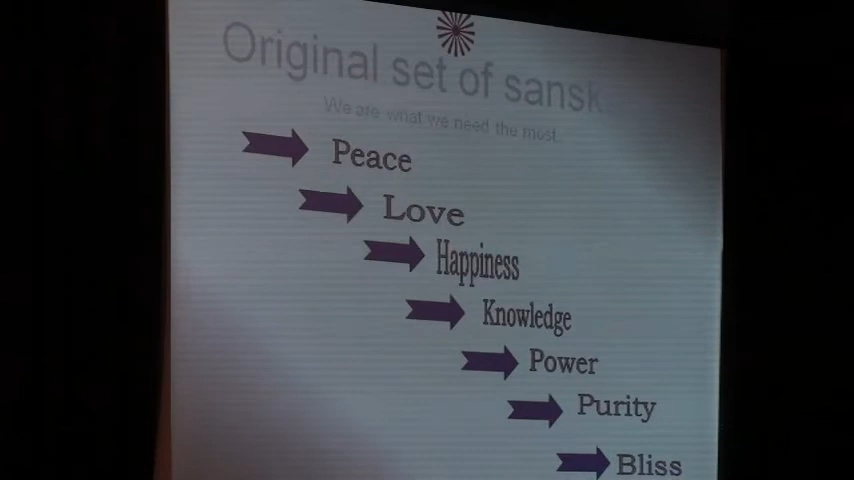 Original set of sansk
We are what we need the most.
Peace
Love
Happiness
Knowledge
Power
Purity
Bliss